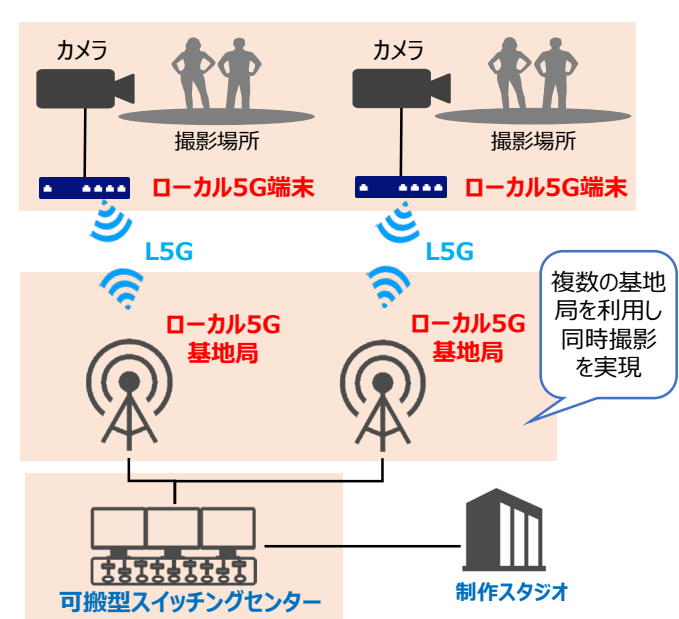 カメラ
カメラ
撮影場所
撮影場所
ローカル5G端末
ローカル5G端末
L5G
L5G
ローカル5G
基地局
ローカル5G
基地局
複数の基地
局を利用し
同時撮影
を実現
可搬型スイッチングセンター
制作スタジオ